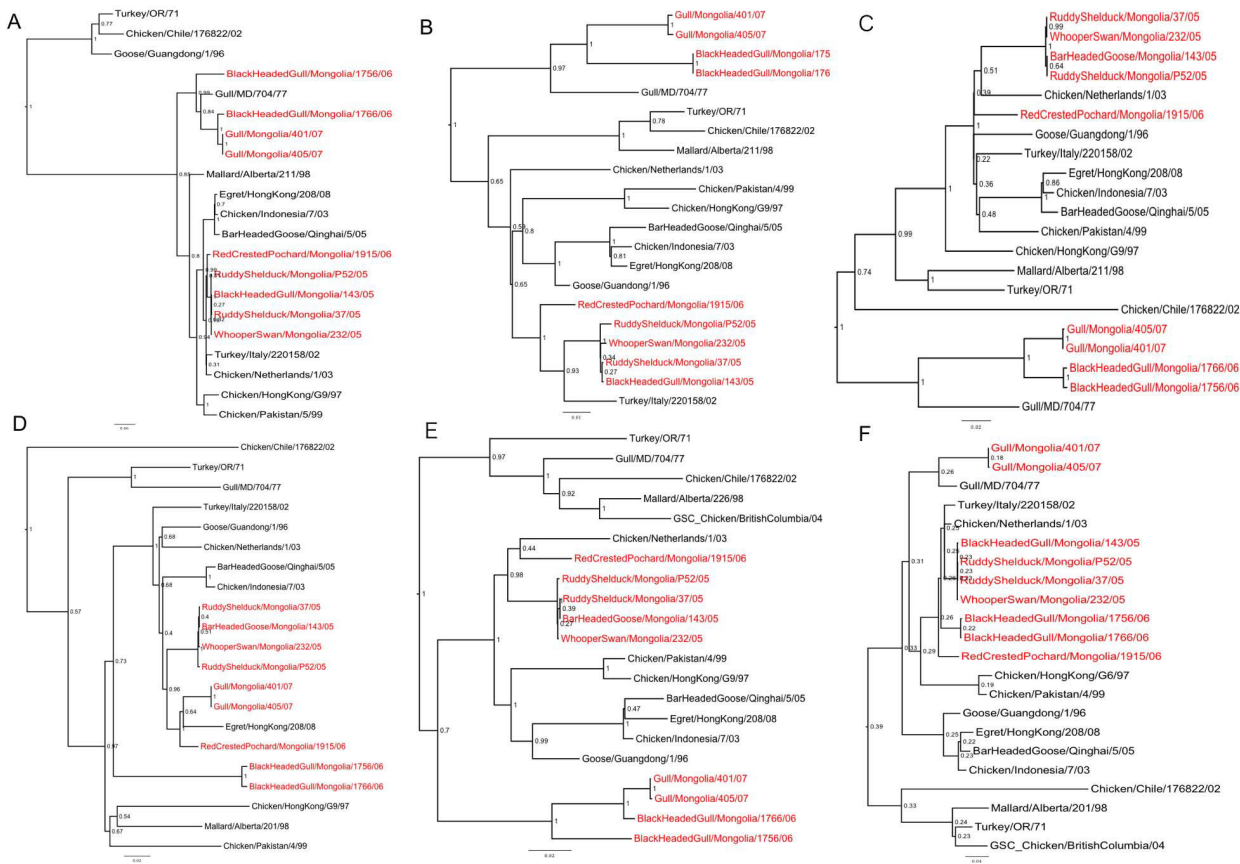 A
Turkey/OR/71
0.77
Chicken/Chile/176822/02
1
Goose/Guangdong/1/96
BlackHeadedGull/Mongolia/1756/06
Gull/MD/704/77
0.84
BlackHeadedGull/Mongolia/1766/06
1
Gull/Mongolia/401/07
1
Gull/Mongolia/405/07
1
Mallard/Alberta/211/98
Egret/HongKong/208/08
0.7
Chicken/Indonesia/7/03
1
BarHeadedGoose/Qinghai/5/05
0.8
RedCrestedPochard/Mongolia/1915/06
RuddyShelduck/Mongolia/P52/05
BlackHeadedGull/Mongolia/143/05
0.27
RuddyShelduck/Mongolia/37/05
WhooperSwan/Mongolia/232/05
Turkey/Italy/220158/02
0.31
Chicken/Netherlands/1/03
Chicken/HongKong/G9/97
1
Chicken/Pakistan/5/99
B
Gull/Mongolia/401/07
1
Gull/Mongolia/405/07
1
BlackHeadedGull/Mongolia/175
1
BlackHeadedGull/Mongolia/176
0.97
Gull/MD/704/77
Turkey/OR/71
0.78
Chicken/Chile/176822/02
1
Mallard/Alberta/211/98
1
Chicken/Netherlands/1/03
0.65
Chicken/Pakistan/4/99
1
Chicken/HongKong/G9/97
0.8
BarHeadedGoose/Qinghai/5/05
1
Chicken/Indonesia/7/03
0.81
Egret/HongKong/208/08
1
Goose/Guandong/1/96
0.65
RedCrestedPochard/Mongolia/1915/06
RuddyShelduck/Mongolia/P52/05
1
WhooperSwan/Mongolia/232/05
0.34
RuddyShelduck/Mongolia/37/05
0.27
BlackHeadedGull/Mongolia/143/05
0.93
Turkey/Italy/220158/02
0.03
C
RuddyShelduck/Mongolia/37/05
0.99
WhooperSwan/Mongolia/232/05
1
BarHeadedGoose/Mongolia/143/05
0.64
RuddyShelduck/Mongolia/P52/05
0.51
Chicken/Netherlands/1/03
0.39
RedCrestedPochard/Mongolia/1915/06
1
Goose/Guangdong/1/96
0.22
Turkey/Italy/220158/02
0.36
Egret/HongKong/208/08
0.86
Chicken/Indonesia/7/03
1
BarHeadedGoose/Qinghai/5/05
0.48
Chicken/Pakistan/4/99
1
Chicken/HongKong/G9/97
0.99
Mallard/Alberta/211/98
1
Turkey/OR/71
0.74
Chicken/Chile/176822/02
1
Gull/Mongolia/405/07
1
Gull/Mongolia/401/07
1
BlackHeadedGull/Mongolia/1766/06
1
BlackHeadedGull/Mongolia/1756/06
1
Gull/MD/704/77
0.02
D
Chicken/Chile/176822/02
1
Turkey/OR/71
1
Gull/MD/704/77
0.57
Turkey/Italy/220158/02
1
Goose/Guandong/1/96
0.68
Chicken/Netherlands/1/03
0.68
BarHeadedGoose/Qinghai/5/05
1
Chicken/Indonesia/7/03
0.4
RuddyShelduck/Mongolia/37/05
0.4
BarHeadedGoose/Mongolia/143/05
0.51
WhooperSwan/Mongolia/232/05
RuddyShelduck/Mongolia/P52/05
0.73
0.96
Gull/Mongolia/401/07
1
Gull/Mongolia/405/07
0.64
Egret/HongKong/208/08
RedCrestedPochard/Mongolia/1915/06
0.97
BlackHeadedGull/Mongolia/1756/06
1
BlackHeadedGull/Mongolia/1766/06
Chicken/HongKong/G9/97
0.54
Mallard/Alberta/201/98
0.67
Chicken/Pakistan/4/99
0.02
E
Turkey/OR/71
0.97
Gull/MD/704/77
1
Chicken/Chile/176822/02
0.92
Mallard/Alberta/226/98
1
GSC_Chicken/BritishColumbia/04
1
Chicken/Netherlands/1/03
0.44
RedCrestedPochard/Mongolia/1915/06
0.98
RuddyShelduck/Mongolia/P52/05
RuddyShelduck/Mongolia/37/05
0.39
BarHeadedGoose/Mongolia/143/05
0.27
WhooperSwan/Mongolia/232/05
1
Chicken/Pakistan/4/99
1
Chicken/HongKong/G9/97
1
BarHeadedGoose/Qinghai/5/05
0.47
Egret/HongKong/208/08
1
Chicken/Indonesia/7/03
0.99
Goose/Guangdong/1/96
0.7
Gull/Mongolia/401/07
1
Gull/Mongolia/405/07
1
BlackHeadedGull/Mongolia/1766/06
1
BlackHeadedGull/Mongolia/1756/06
0.02
F
Gull/Mongolia/401/07
0.18
Gull/Mongolia/405/07
0.26
Gull/MD/704/77
Turkey/Italy/220158/02
Chicken/Netherlands/1/03
0.25
BlackHeadedGull/Mongolia/143/05
0.31
RuddyShelduck/Mongolia/P52/05
0.23
RuddyShelduck/Mongolia/37/05
WhooperSwan/Mongolia/232/05
0.26
BlackHeadedGull/Mongolia/1756/06
0.22
BlackHeadedGull/Mongolia/1766/06
0.33
0.29
RedCrestedPochard/Mongolia/1915/06
Chicken/HongKong/G6/97
0.19
Chicken/Pakistan/4/99
0.39
Goose/Guangdong/1/96
0.25
Egret/HongKong/208/08
0.22
BarHeadedGoose/Qinghai/5/05
0.23
Chicken/Indonesia/7/03
Chicken/Chile/176822/02
0.33
Mallard/Alberta/201/98
0.24
Turkey/OR/71
0.23
GSC_Chicken/BritishColumbia/04